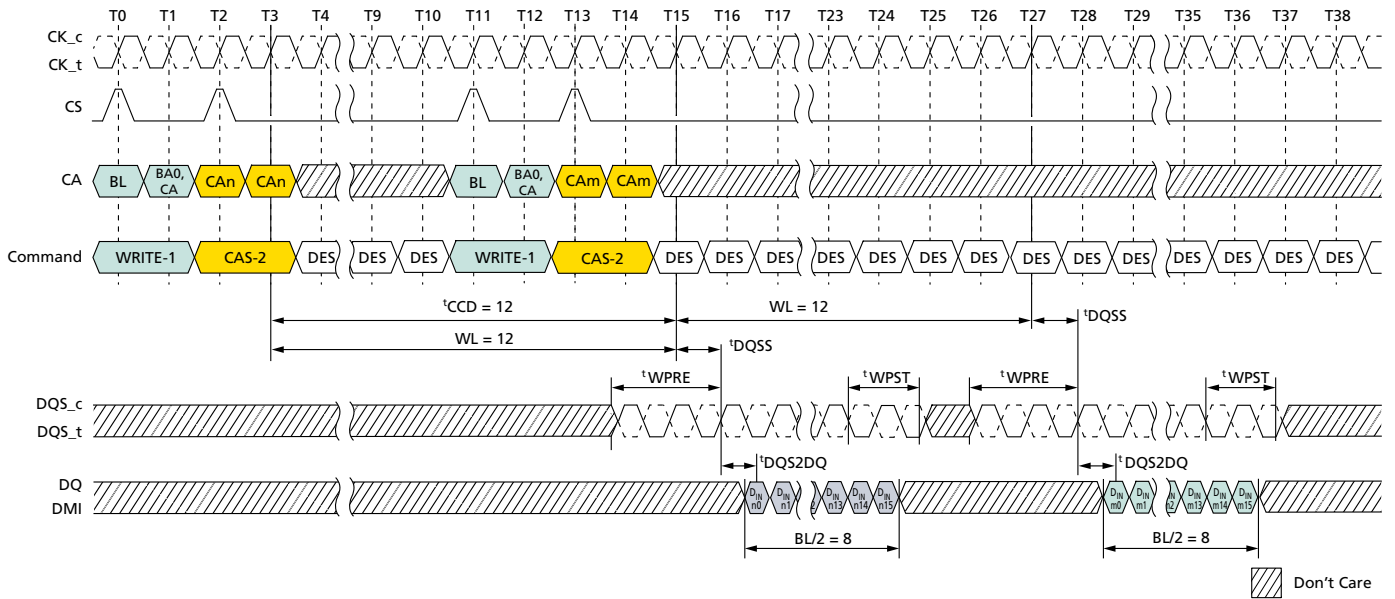 T0 T1 T2 T3 T4 T9 T10 T11 T12 T13 T14 T15 T16 T17 T23 T24 T25 T26 T27 T28 T29 T35 T36 T37 T38
CK_c
CK_t
CS
CA BL BA0, CA CAn CAn BL BA0, CA CAm CAm
Command WRITE-1 CAS-2 DES DES DES WRITE-1 CAS-2 DES DES DES DES DES DES DES DES DES DES DES DES DES DES
tCCD = 12 WL = 12 tDQSS
WL = 12 tDQSS
tWPRE tWPST tWPRE tWPST
DQS_c
DQS_t
tDQS2DQ tDQS2DQ
DQ
DMI
DIN n0 DIN n1 DIN n13 DIN n14 DIN n15 DIN m0 DIN m1 DIN m13 DIN m14 DIN m15
BL/2 = 8 BL/2 = 8
Don't Care